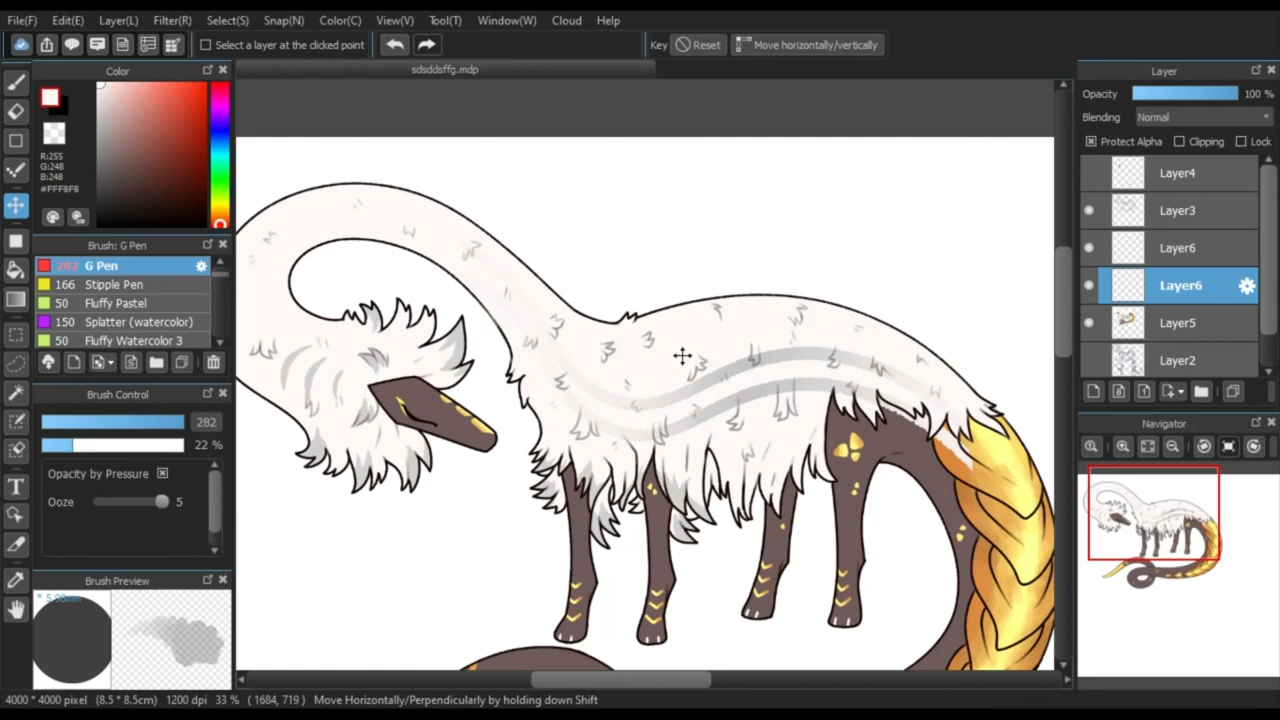 File(F) Edit(E) Layer(L) Filter(R) Select(S) Snap(N) Color(C) View(V) Tool(T) Window(W) Cloud Help
Select a layer at the clicked point Key Reset Move horizontally/vertically
sdsddsffg.mdp
Color
R:255
G:248
B:248
#FFF8F8
Brush: G Pen
282 G Pen
166 Stipple Pen
50 Fluffy Pastel
150 Splatter (watercolor)
50 Fluffy Watercolor 3
Brush Control
282
22 %
Opacity by Pressure
Ooze 5
Brush Preview
Layer
Opacity 100 %
Blending Normal
Protect Alpha Clipping Lock
Layer4
Layer3
Layer6
Layer6
Layer5
Layer2
Navigator
4000 * 4000 pixel (8.5 * 8.5cm) 1200 dpi 33 % ( 1684, 719 ) Move Horizontally/Perpendicularly by holding down Shift